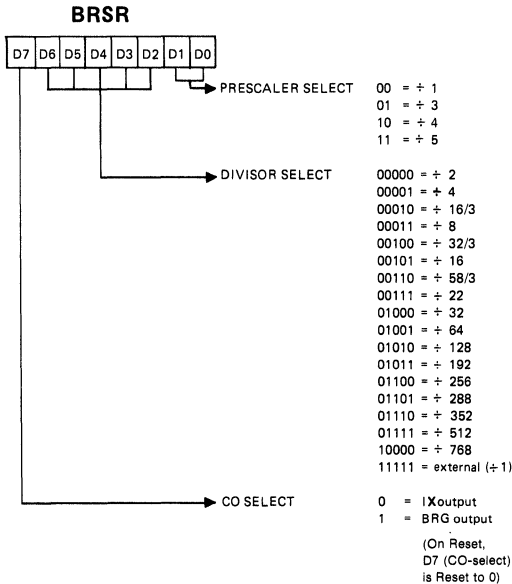 BRSR
D7 D6 D5 D4 D3 D2 D1 D0
PRESCALER SELECT 00 = ÷ 1
01 = ÷ 3
10 = ÷ 4
11 = ÷ 5
DIVISOR SELECT 00000 = ÷ 2
00001 = ÷ 4
00010 = ÷ 16/3
00011 = ÷ 8
00100 = ÷ 32/3
00101 = ÷ 16
00110 = ÷ 58/3
00111 = ÷ 22
01000 = ÷ 32
01001 = ÷ 64
01010 = ÷ 128
01011 = ÷ 192
01100 = ÷ 256
01101 = ÷ 288
01110 = ÷ 352
01111 = ÷ 512
10000 = ÷ 768
11111 = external (÷1)
CO SELECT 0 = IX output
1 = BRG output
(On Reset,
D7 (CO-select)
is Reset to 0)